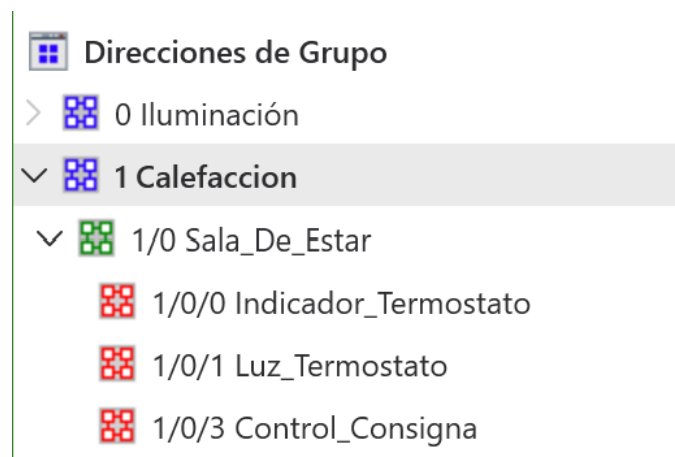 Direcciones de Grupo
0 Iluminación
1 Calefaccion
1/0 Sala_De_Estar
1/0/0 Indicador_Termostato
1/0/1 Luz_Termostato
1/0/3 Control_Consigna